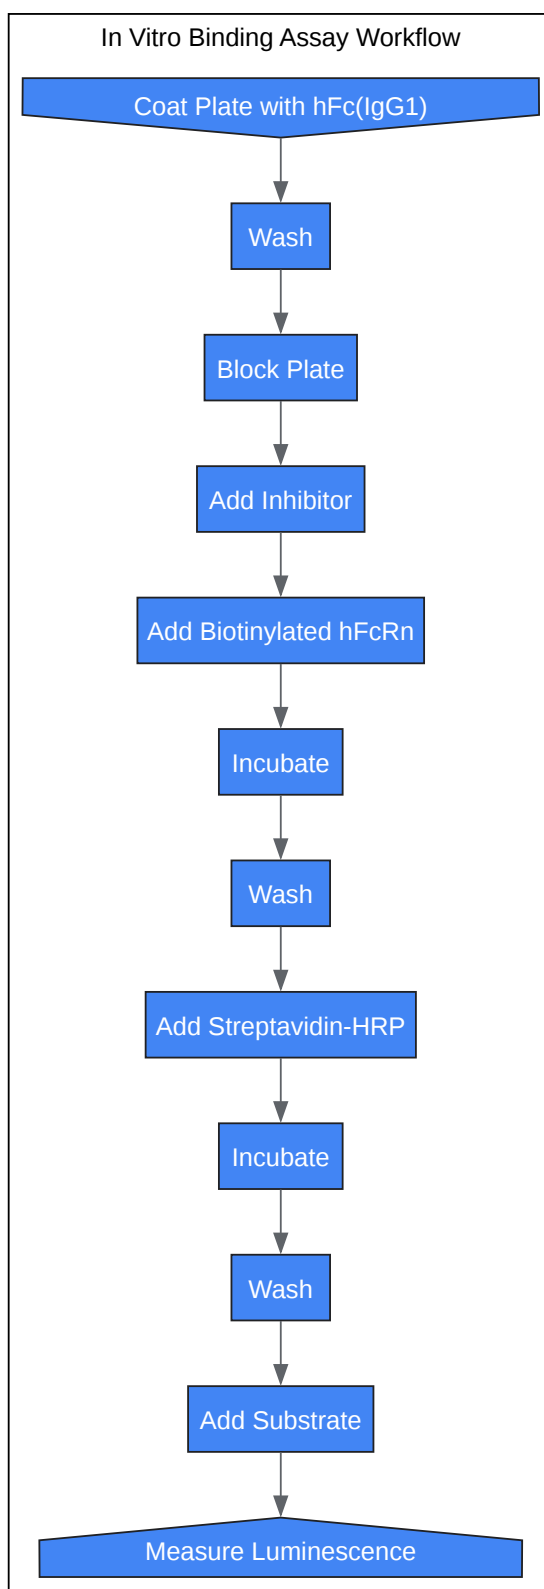 In Vitro Binding Assay Workflow
Coat Plate with hFc(IgG1)
Wash
Block Plate
Add Inhibitor
Add Biotinylated hFcRn
Incubate
Wash
Add Streptavidin-HRP
Incubate
Wash
Add Substrate
Measure Luminescence